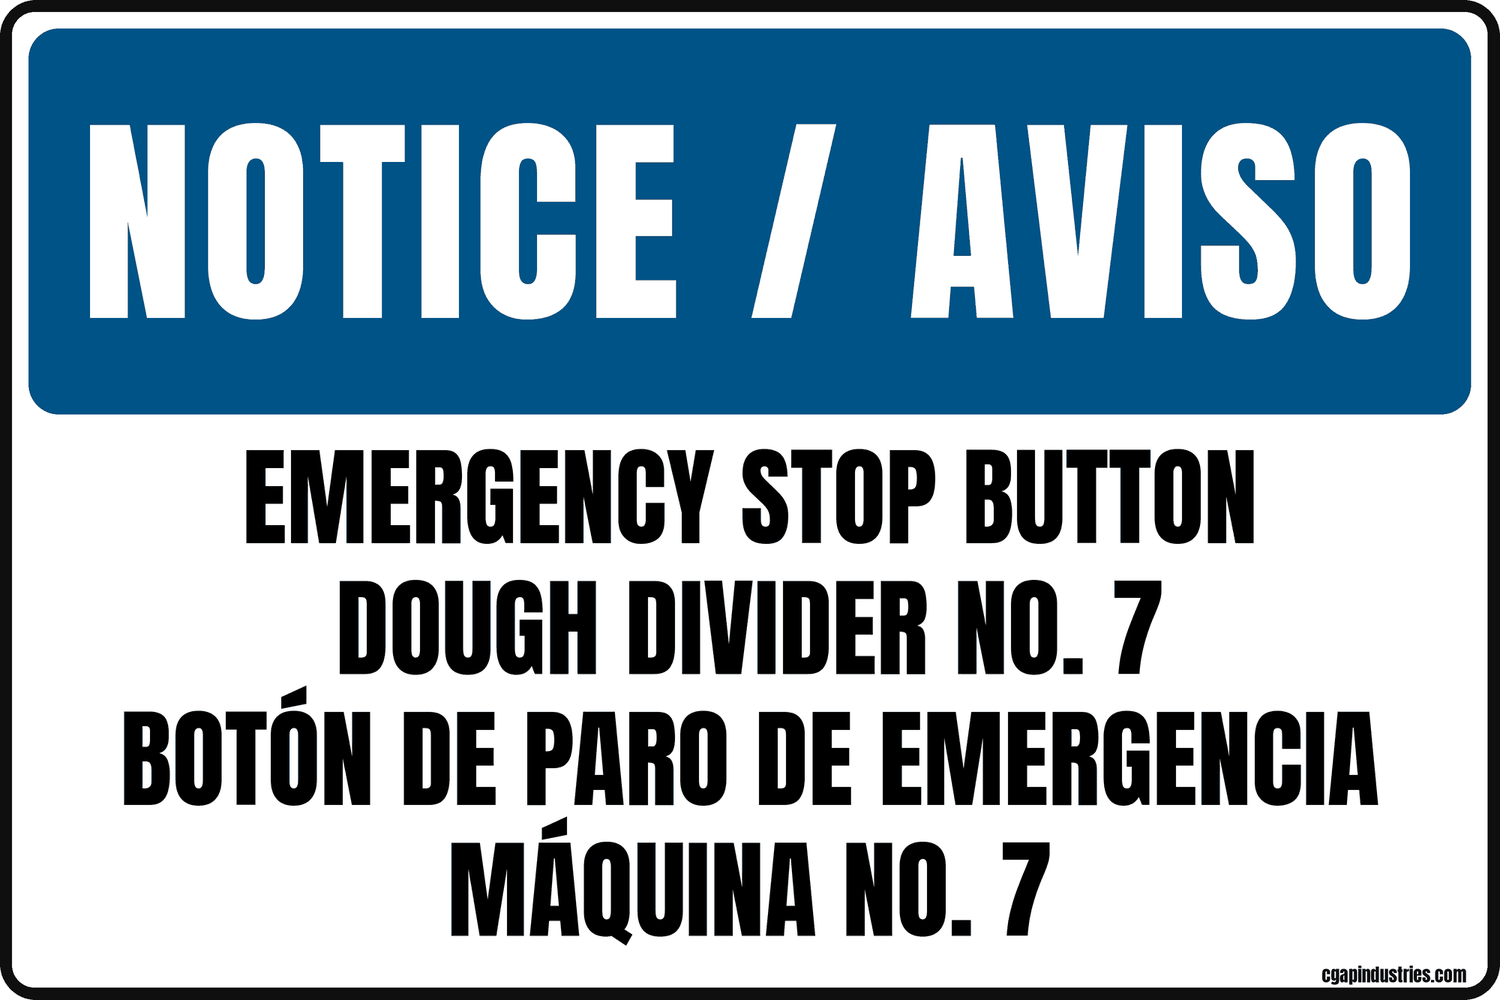 NOTICE / AVISO
EMERGENCY STOP BUTTON
DOUGH DIVIDER NO. 7
BOTÓN DE PARO DE EMERGENCIA
MÁQUINA NO. 7
cgapindustries.com